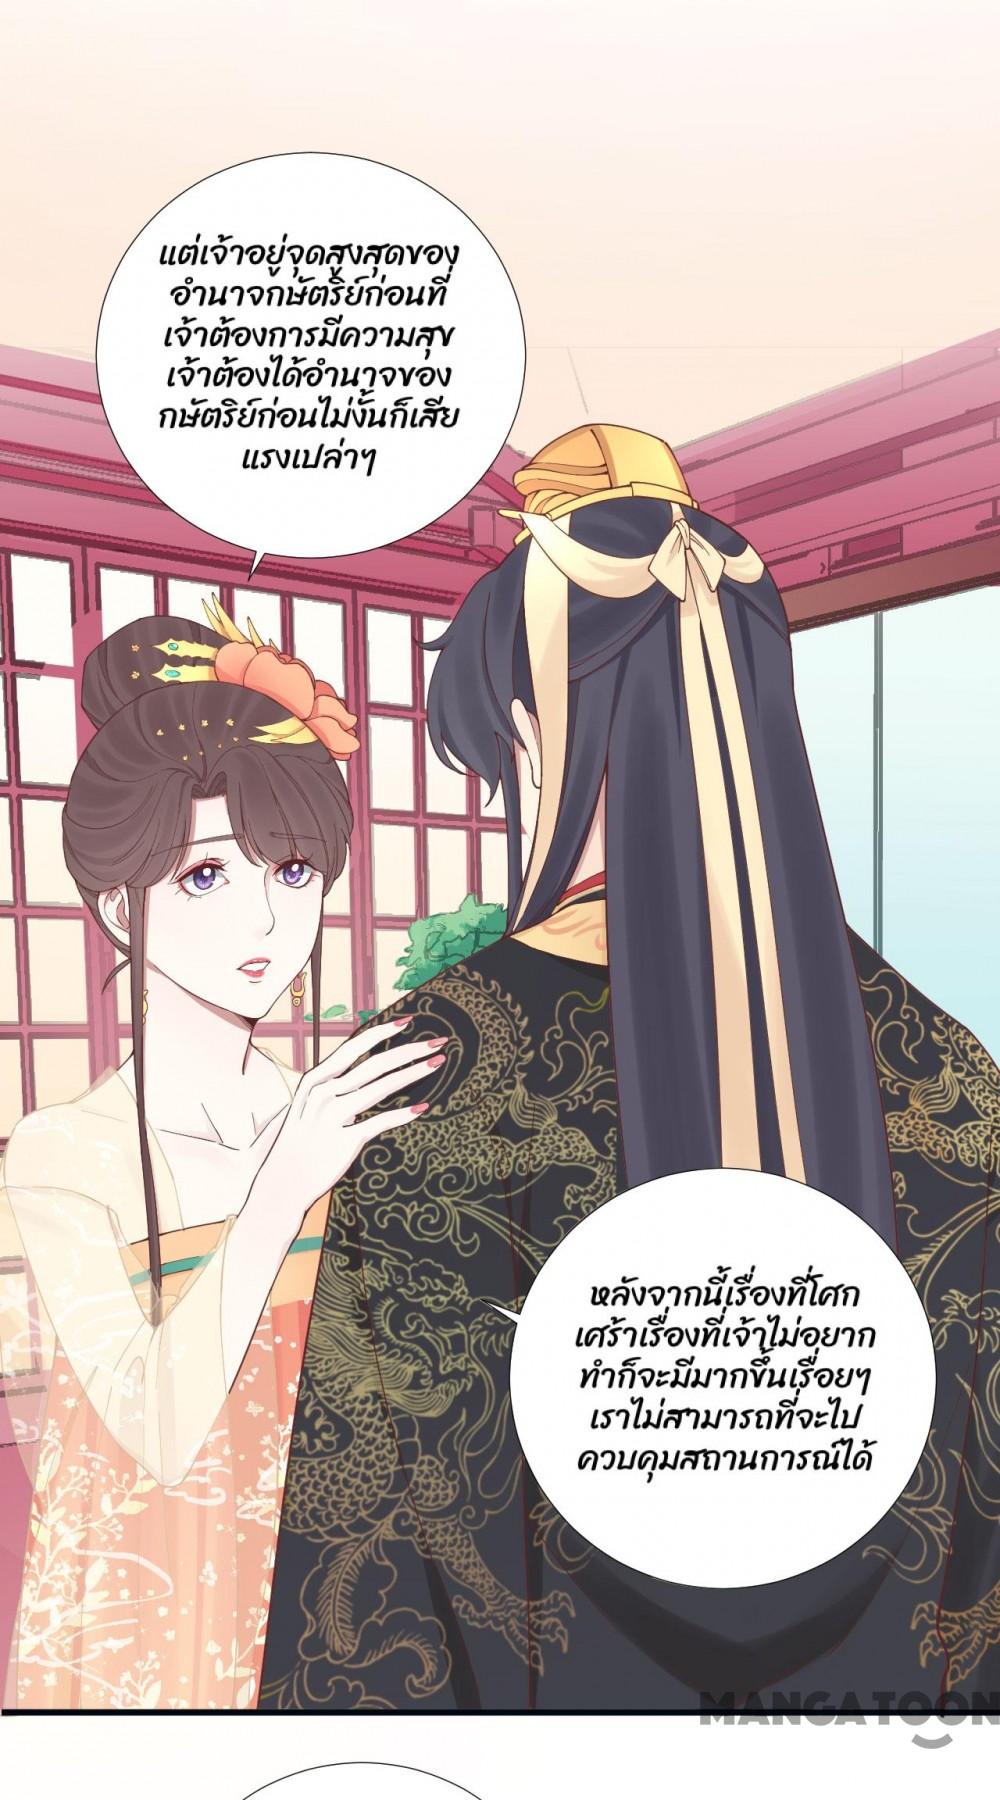 แต่เจ้าอยู่จุดสูงสุดของ
อำนาจกษัตริย์ก่อนที่
เจ้าต้องการมีความสุข
เจ้าต้องได้อำนาจของ
กษัตริย์ก่อนไม่งั้นก็เสีย
แรงเปล่าๆ
หลังจากนี้เรื่องที่โศก
เศร้าเรื่องที่เจ้าไม่อยาก
ทำก็จะมีมากขึ้นเรื่อยๆ
เราไม่สามารถที่จะไป
ควบคุมสถานการณ์ได้
MANGATOON